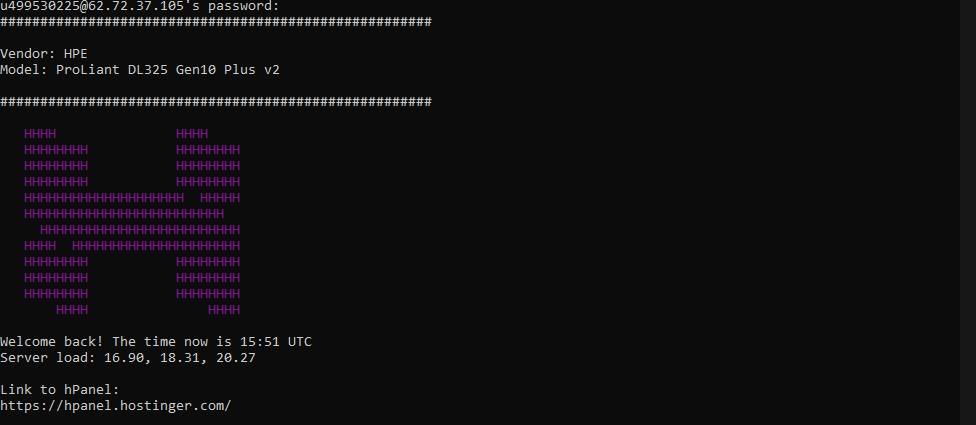 u499530225@62.72.37.105's password:
######################################################
Vendor: HPE
Model: ProLiant DL325 Gen10 Plus v2
######################################################
   HHHH               HHHH
   HHHHHHHH           HHHHHHHH
   HHHHHHHH           HHHHHHHH
   HHHHHHHH           HHHHHHHH
   HHHHHHHHHHHHHHHHHHHH  HHHHH
   HHHHHHHHHHHHHHHHHHHHHHHHH
     HHHHHHHHHHHHHHHHHHHHHHHHH
   HHHH  HHHHHHHHHHHHHHHHHHHHH
   HHHHHHHH           HHHHHHHH
   HHHHHHHH           HHHHHHHH
   HHHHHHHH           HHHHHHHH
       HHHH               HHHH
Welcome back! The time now is 15:51 UTC
Server load: 16.90, 18.31, 20.27
Link to hPanel:
https://hpanel.hostinger.com/